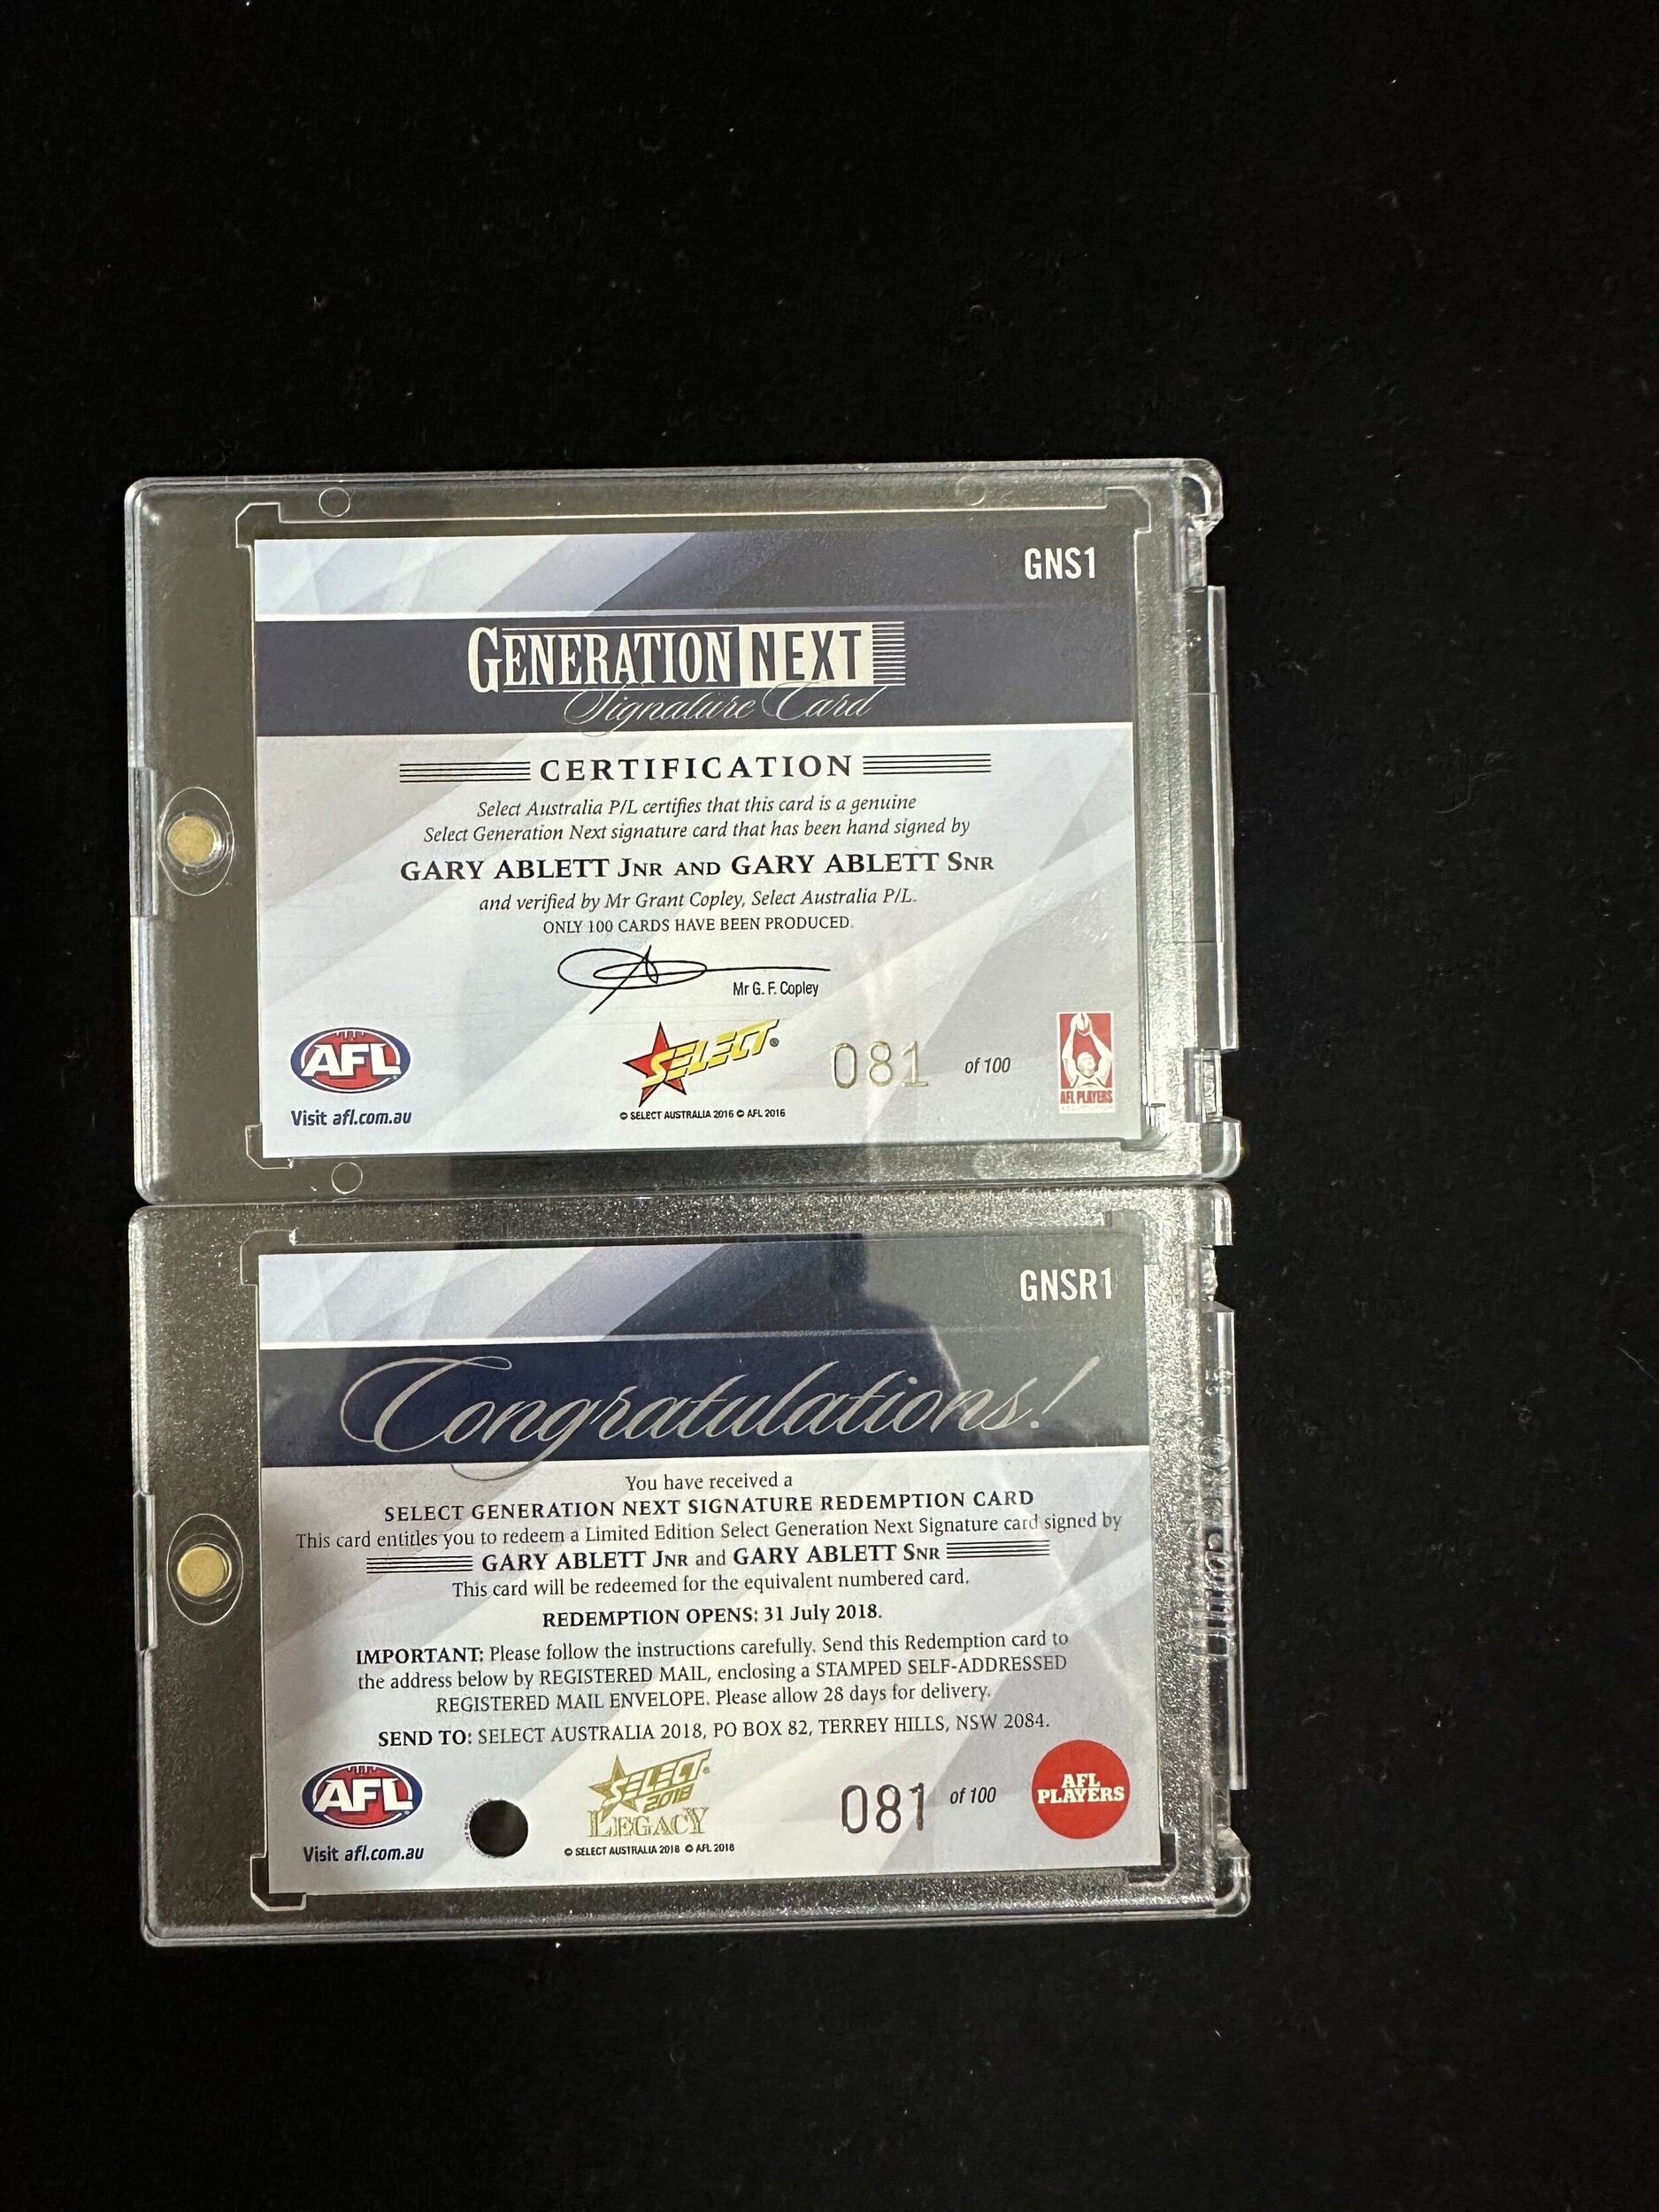 GNS1
GENERATION NEXT
Signature Card
CERTIFICATION
Select Australia P/L certifies that this card is a genuine
Select Generation Next signature card that has been hand signed by
GARY ABLETT JNR AND GARY ABLETT SNR
and verified by Mr Grant Copley, Select Australia P/L.
ONLY 100 CARDS HAVE BEEN PRODUCED.
Mr G. F. Copley
AFL
SELECT®
081 of 100
AFL PLAYERS
Visit afl.com.au
© SELECT AUSTRALIA 2016 © AFL 2016
GNSR1
Congratulations!
You have received a
SELECT GENERATION NEXT SIGNATURE REDEMPTION CARD
This card entitles you to redeem a Limited Edition Select Generation Next Signature card signed by
GARY ABLETT JNR and GARY ABLETT SNR
This card will be redeemed for the equivalent numbered card.
REDEMPTION OPENS: 31 July 2018.
IMPORTANT: Please follow the instructions carefully. Send this Redemption card to
the address below by REGISTERED MAIL, enclosing a STAMPED SELF-ADDRESSED
REGISTERED MAIL ENVELOPE. Please allow 28 days for delivery.
SEND TO: SELECT AUSTRALIA 2018, PO BOX 82, TERREY HILLS, NSW 2084.
AFL
SELECT
2018
LEGACY
081 of 100
AFL
PLAYERS
Visit afl.com.au
© SELECT AUSTRALIA 2018 © AFL 2018